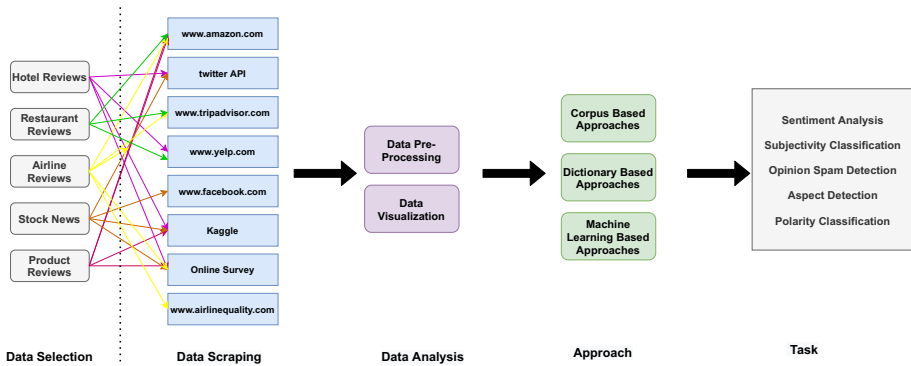 Hotel Reviews
Restaurant
Reviews
Airline
Reviews
Stock News
Product
Reviews
Data Selection
www.amazon.com
twitter API
www.tripadvisor.com
www.yelp.com
www.facebook.com
Kaggle
Online Survey
www.airlinequality.com
Data Scraping
Data Pre-
Processing
Data
Visualization
Data Analysis
Corpus Based
Approaches
Dictionary Based
Approaches
Machine
Learning Based
Approaches
Approach
Sentiment Analysis
Subjectivity Classification
Opinion Spam Detection
Aspect Detection
Polarity Classification
Task